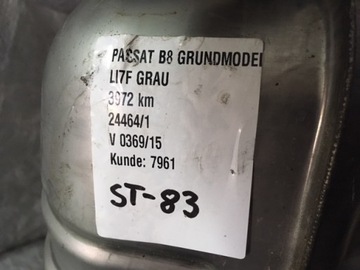 PASSAT B8 GRUNDMODEL
LI7F GRAU
3972 km
24464/1
V 0369/15
Kunde: 7961
ST-83